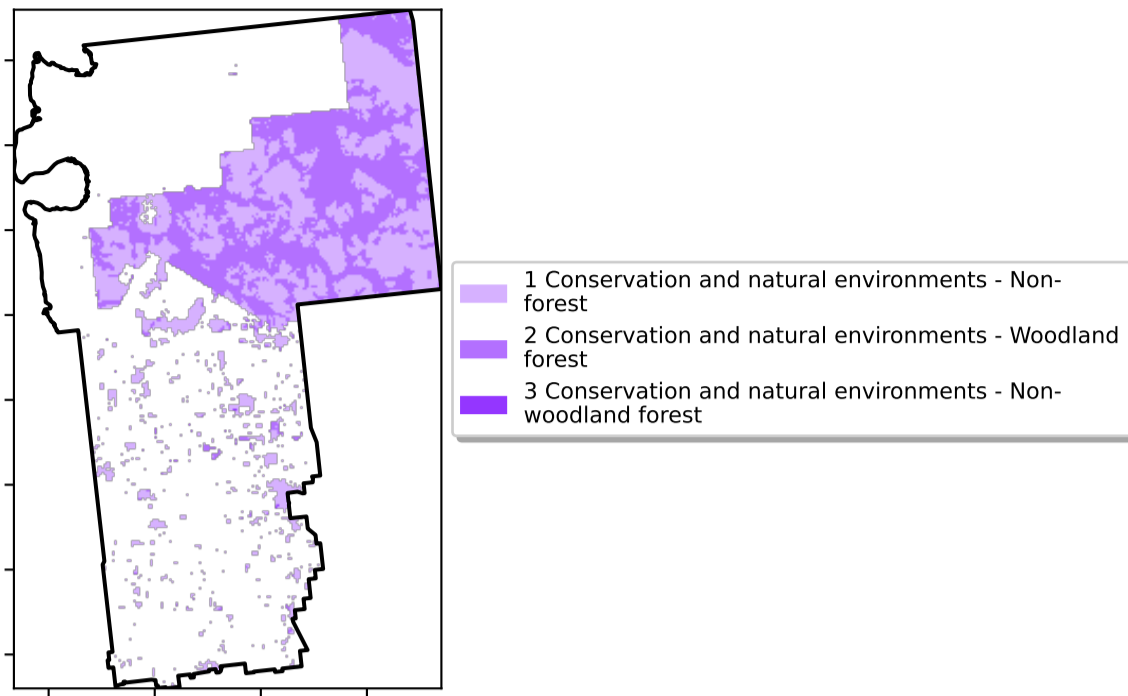 1 Conservation and natural environments - Non-
forest
2 Conservation and natural environments - Woodland
forest
3 Conservation and natural environments - Non-
woodland forest